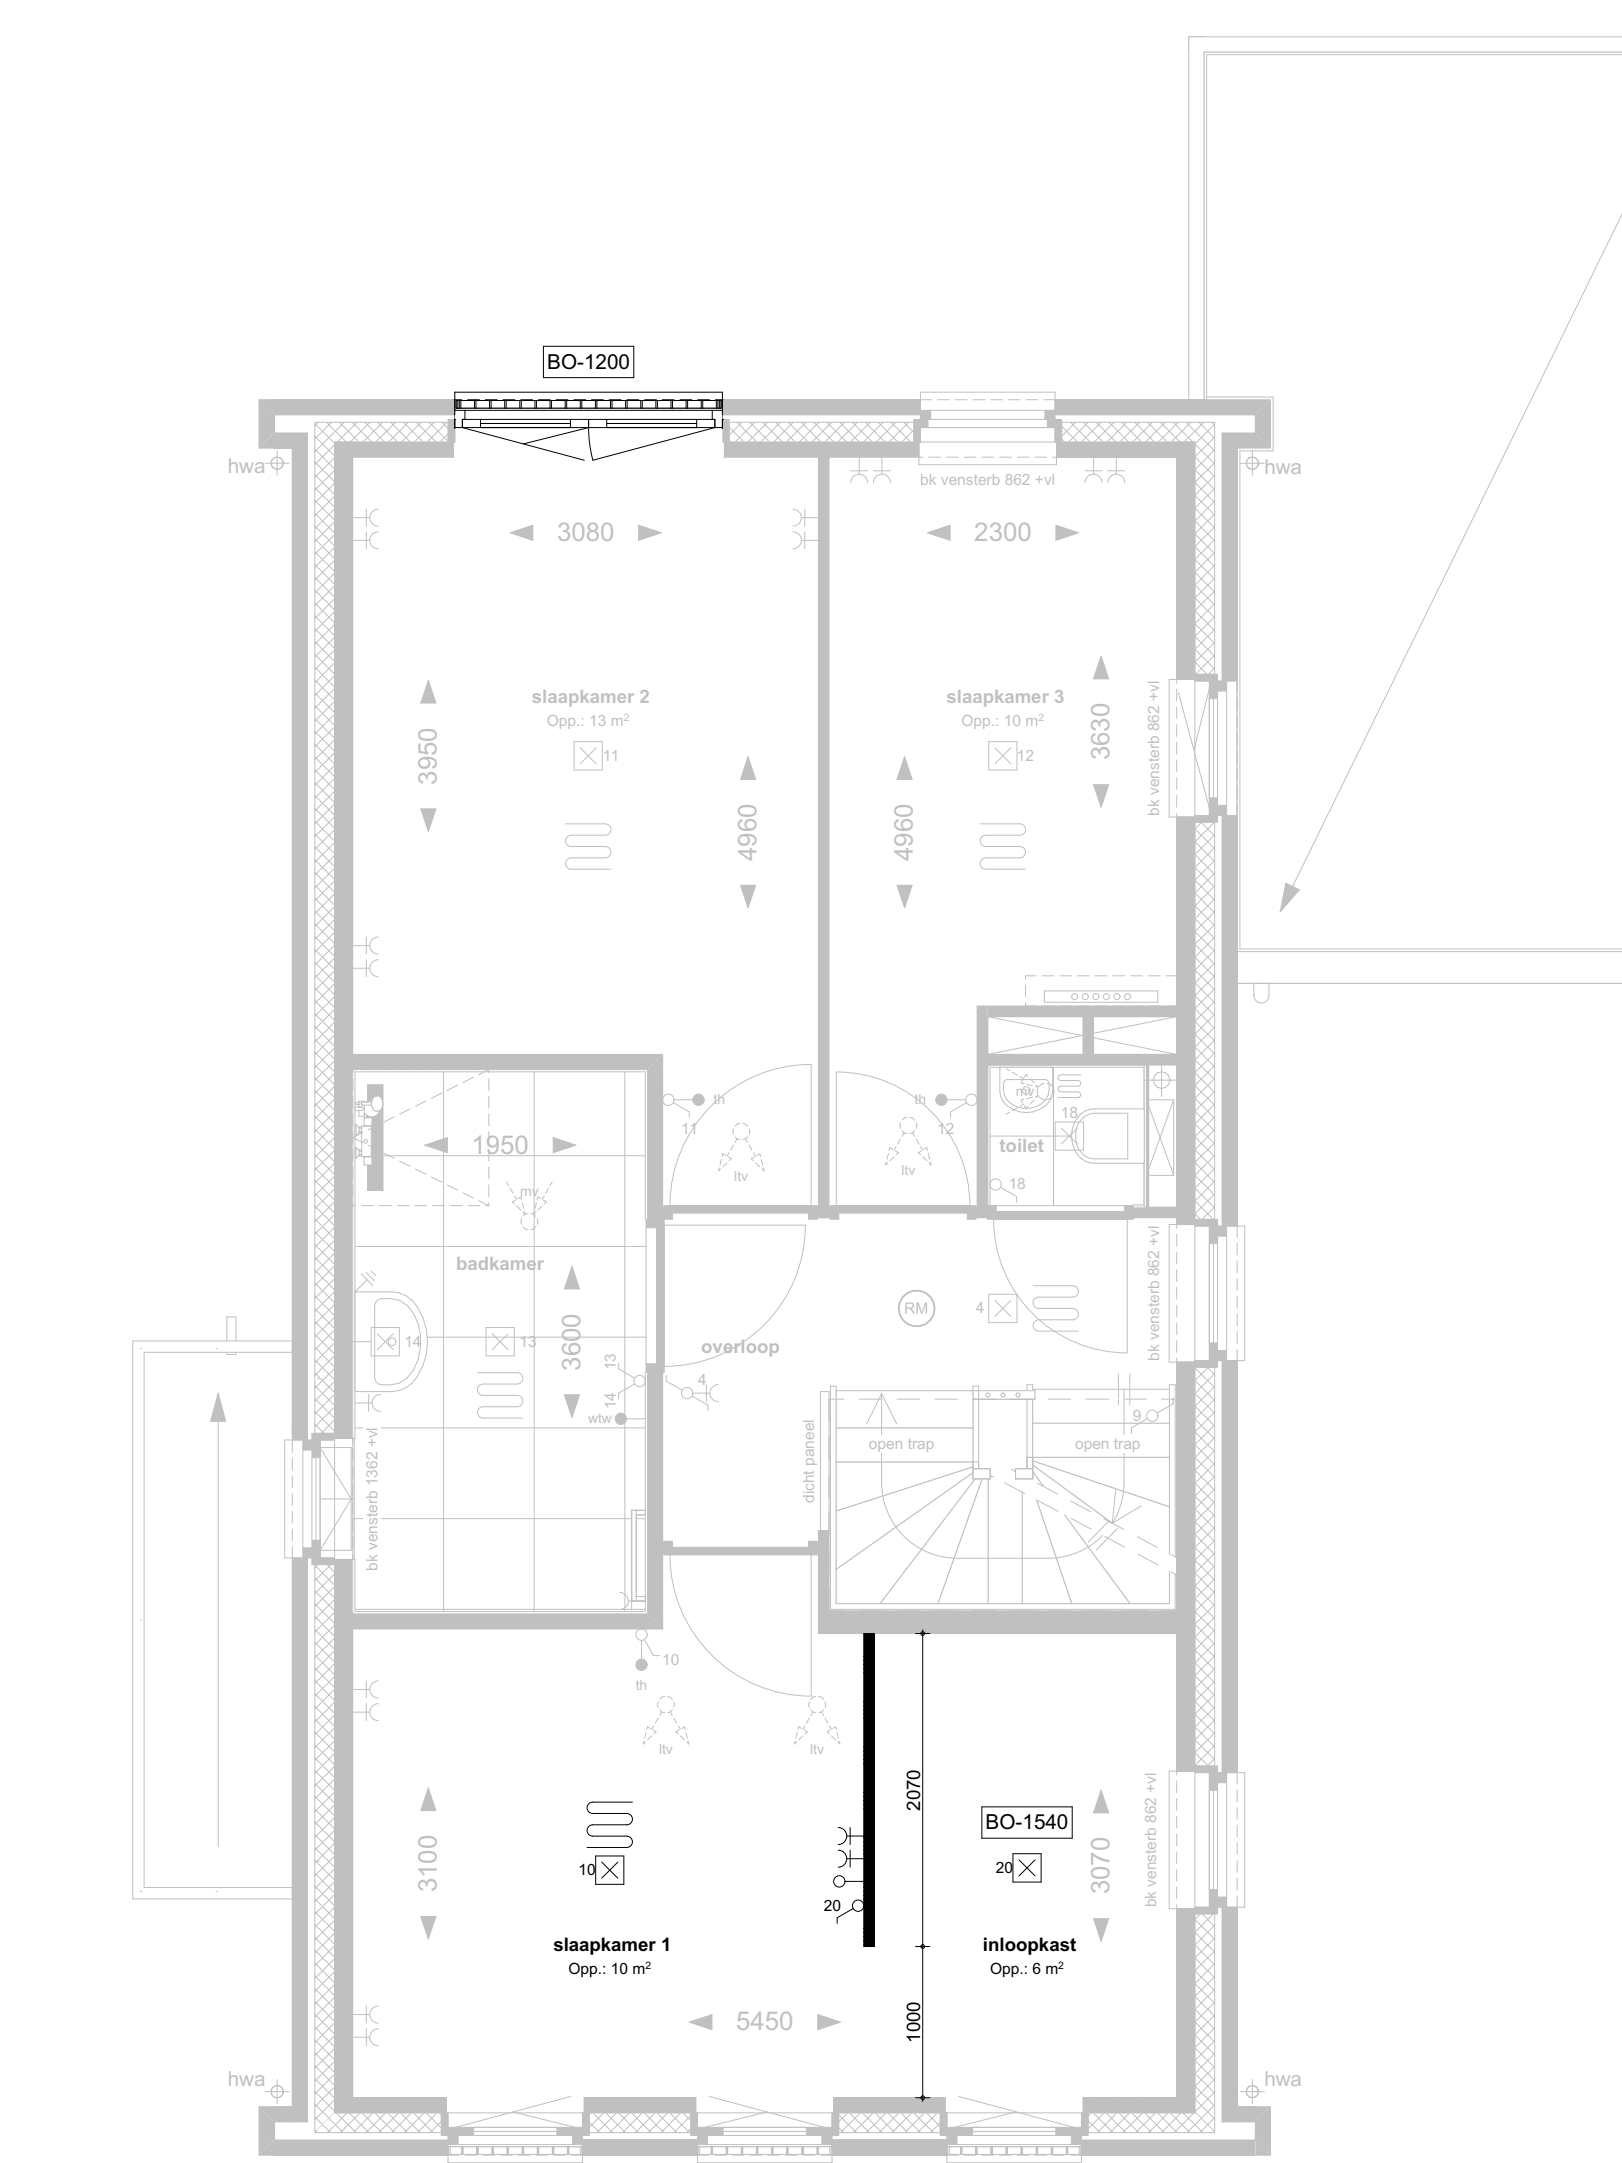 BO-1200
hwa
hwa
bk vensterb 862 +vl
3080
2300
slaapkamer 2
Opp.: 13 m²
11
3950
4960
slaapkamer 3
Opp.: 10 m²
12
3630
4960
bk vensterb 862 +vl
th
11
ltv
th
12
ltv
mv
18
toilet
18
1950
mv
badkamer
3600
14
13
13
14
wtw
bk vensterb 1362 +vl
overloop
4
RM
4
bk vensterb 862 +vl
dicht paneel
open trap
open trap
9
10
th
ltv
ltv
2070
BO-1540
20
3100
10
20
3070
bk vensterb 862 +vl
slaapkamer 1
Opp.: 10 m²
inloopkast
Opp.: 6 m²
5450
1000
hwa
hwa